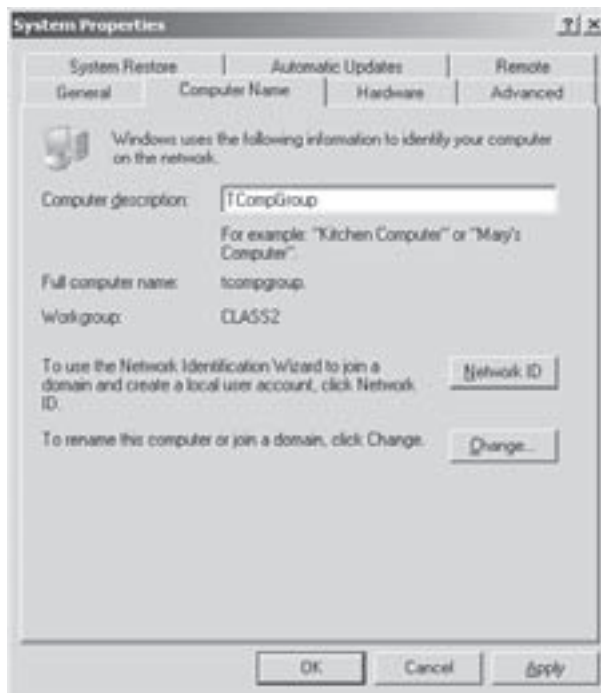 System Properties
? ×
System Restore Automatic Updates Remote
General Computer Name Hardware Advanced
Windows uses the following information to identify your computer
on the network.
Computer description: TCompGroup
For example: "Kitchen Computer" or "Mary's
Computer".
Full computer name: tcompgroup.
Workgroup: CLASS2
To use the Network Identification Wizard to join a
domain and create a local user account, click Network
ID.
Network ID
To rename this computer or join a domain, click Change.
Change...
OK Cancel Apply